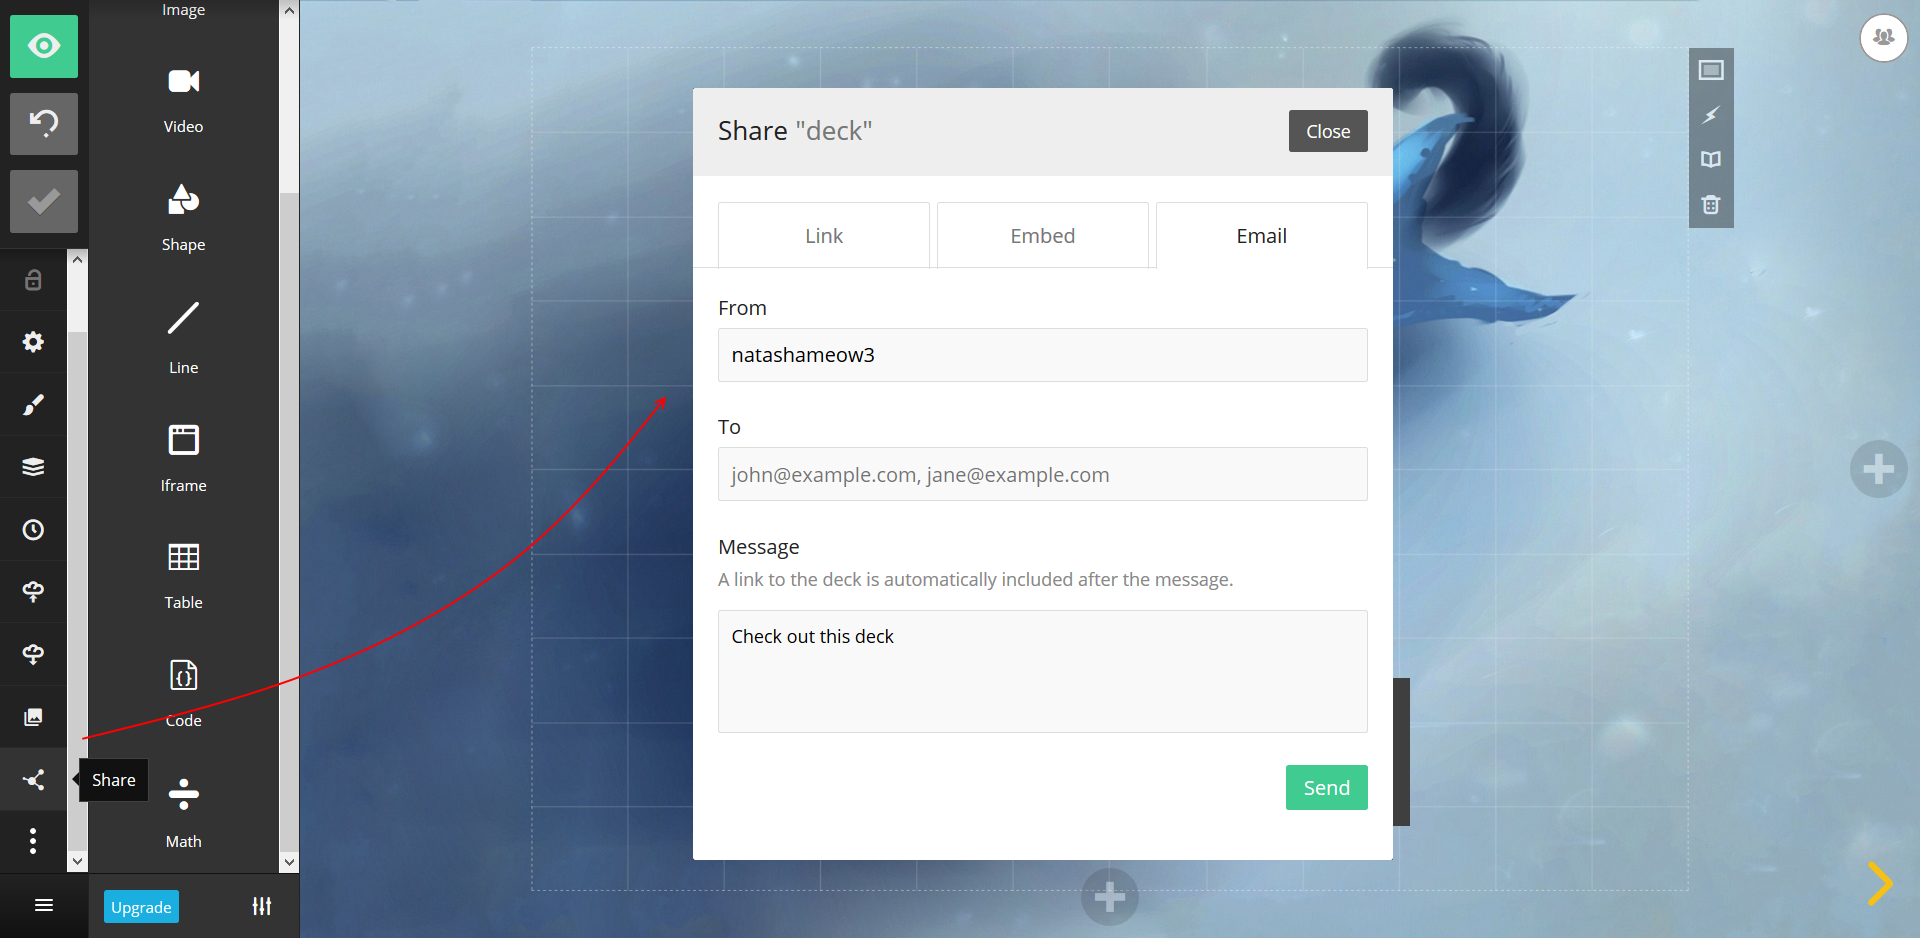 Image
Video
Shape
Line
Iframe
Table
Code
Math
Share
Upgrade
Share "deck"
Close
Link
Embed
Email
From
natashameow3
To
john@example.com, jane@example.com
Message
A link to the deck is automatically included after the message.
Check out this deck
Send